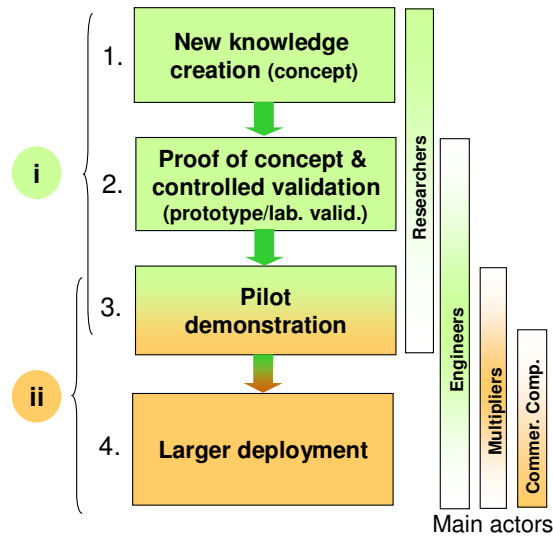 1.
New knowledge
creation (concept)
i
2.
Proof of concept &
controlled validation
(prototype/lab. valid.)
3.
Pilot
demonstration
ii
4.
Larger deployment
Researchers
Engineers
Multipliers
Commer. Comp.
Main actors